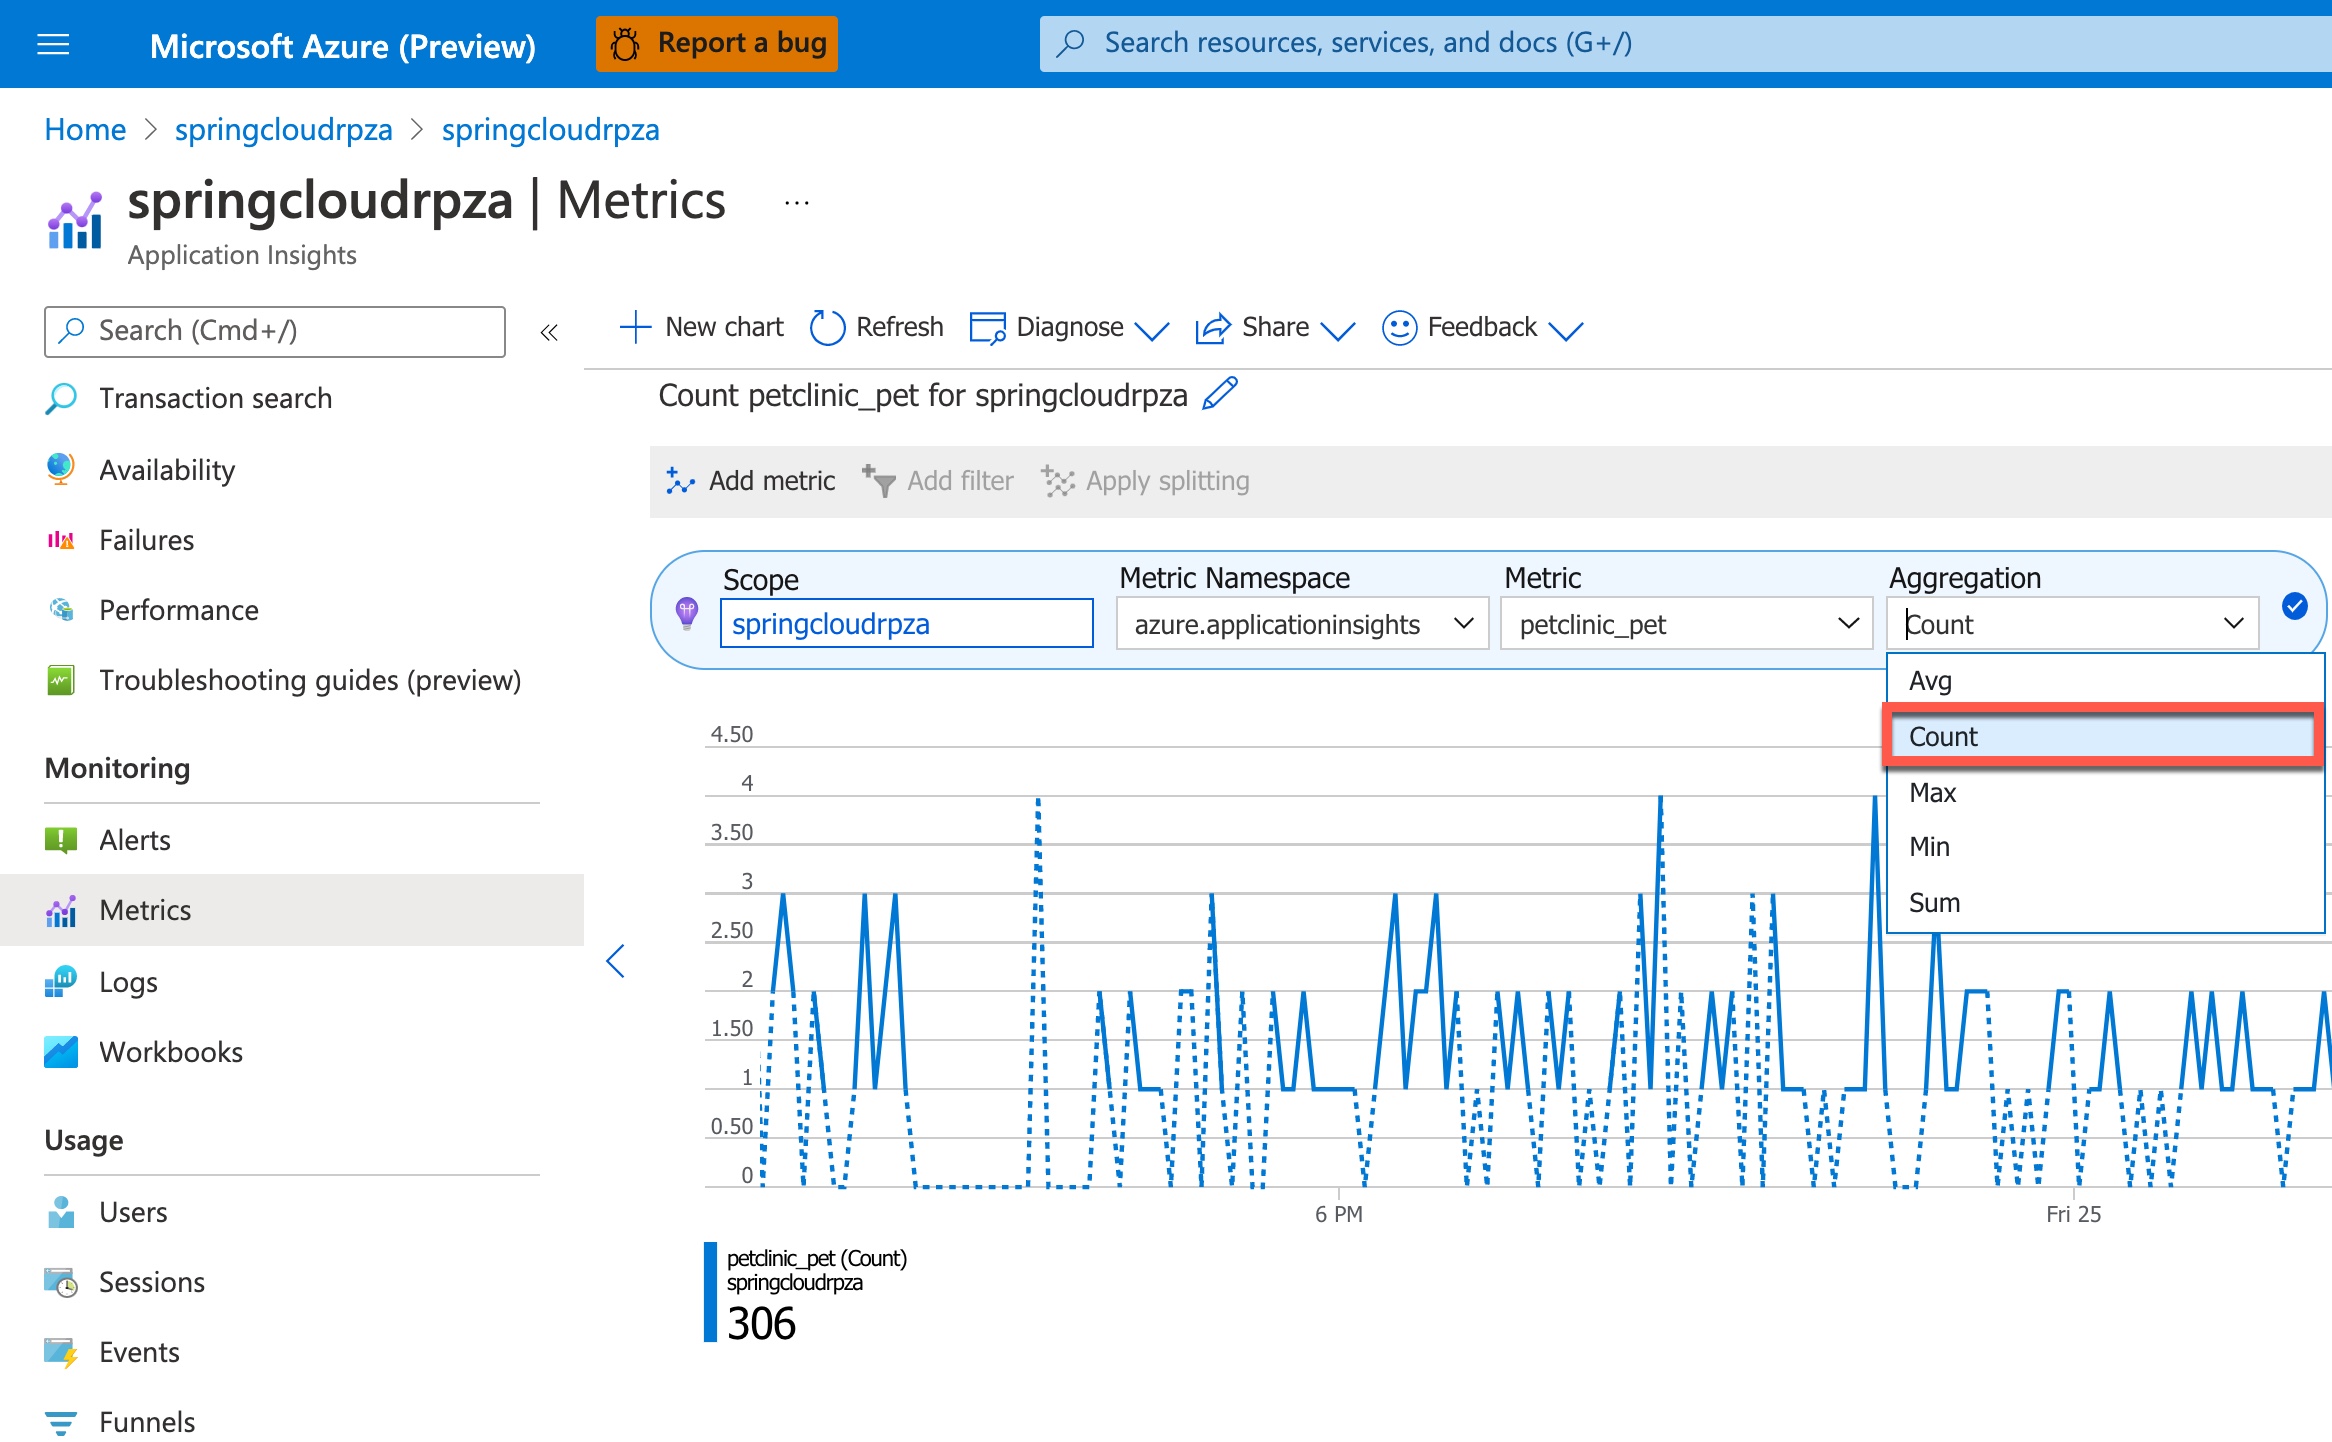 Microsoft Azure (Preview)
Report a bug
Search resources, services, and docs (G+/)
Home > springcloudrpza > springcloudrpza
springcloudrpza | Metrics ...
Application Insights
Search (Cmd+/)
«
Transaction search
Availability
Failures
Performance
Troubleshooting guides (preview)
Monitoring
Alerts
Metrics
Logs
Workbooks
Usage
Users
Sessions
Events
Funnels
New chart Refresh Diagnose Share Feedback
Count petclinic_pet for springcloudrpza
Add metric Add filter Apply splitting
Scope
springcloudrpza
Metric Namespace
azure.applicationinsights
Metric
petclinic_pet
Aggregation
Count
Avg
Count
Max
Min
Sum
4.50
4
3.50
3
2.50
2
1.50
1
0.50
0
6 PM
Fri 25
petclinic_pet (Count)
springcloudrpza
306